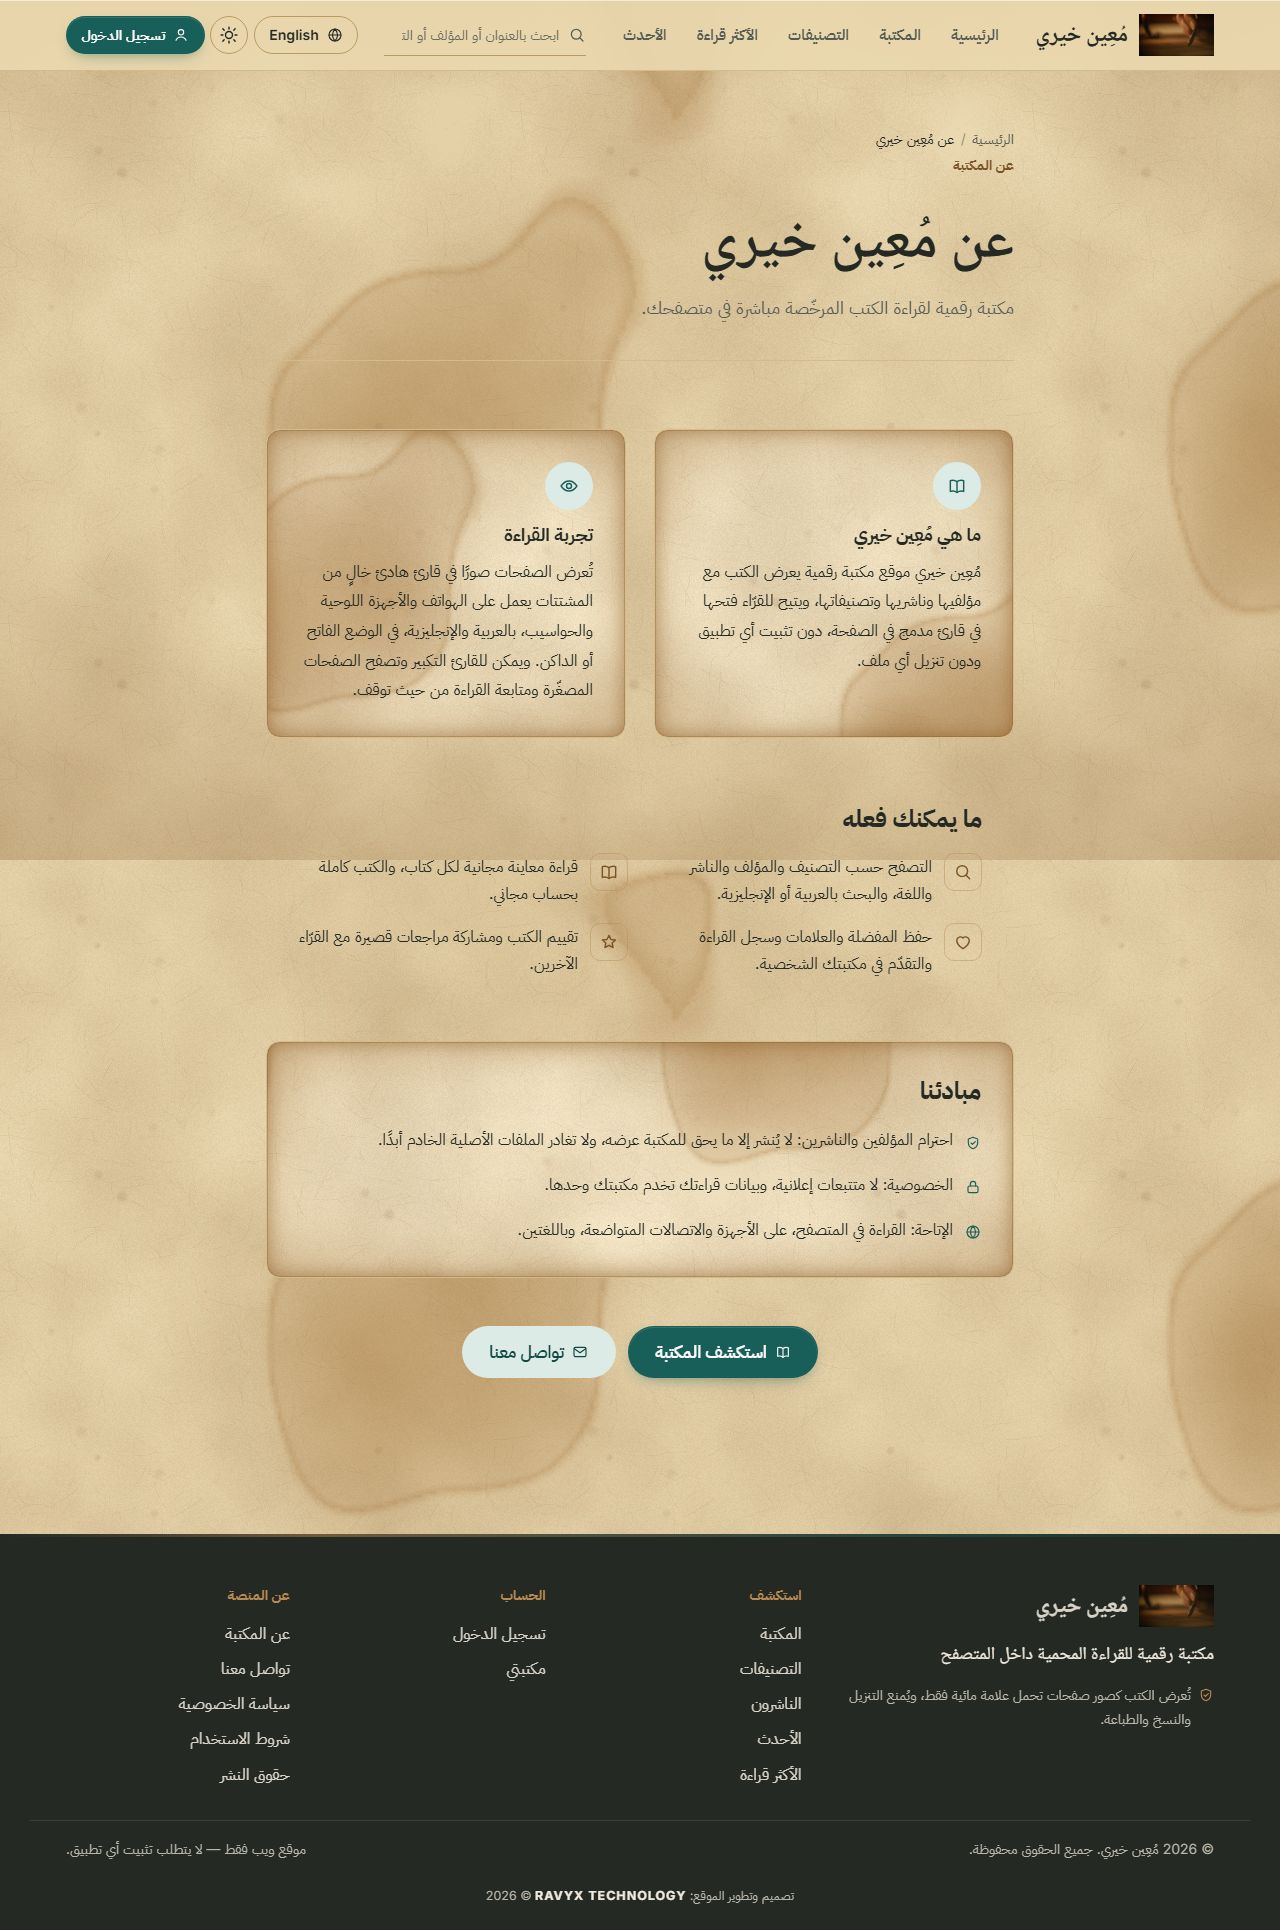 مُعِين خيري
الرئيسية
المكتبة
التصنيفات
الأكثر قراءة
الأحدث
ابحث بالعنوان أو المؤلف أو الت
English
تسجيل الدخول
الرئيسية / عن مُعِين خيري
عن المكتبة
عن مُعِين خيري
مكتبة رقمية لقراءة الكتب المرخّصة مباشرة في متصفحك.
ما هي مُعِين خيري
مُعِين خيري موقع مكتبة رقمية يعرض الكتب مع
مؤلفيها وناشريها وتصنيفاتها، ويتيح للقرّاء فتحها
في قارئ مدمج في الصفحة، دون تثبيت أي تطبيق
ودون تنزيل أي ملف.
تجربة القراءة
تُعرض الصفحات صورًا في قارئ هادئ خالٍ من
المشتتات يعمل على الهواتف والأجهزة اللوحية
والحواسيب، بالعربية والإنجليزية، في الوضع الفاتح
أو الداكن. ويمكن للقارئ التكبير وتصفح الصفحات
المصغّرة ومتابعة القراءة من حيث توقف.
ما يمكنك فعله
التصفح حسب التصنيف والمؤلف والناشر
واللغة، والبحث بالعربية أو الإنجليزية.
قراءة معاينة مجانية لكل كتاب، والكتب كاملة
بحساب مجاني.
حفظ المفضلة والعلامات وسجل القراءة
والتقدّم في مكتبتك الشخصية.
تقييم الكتب ومشاركة مراجعات قصيرة مع القرّاء
الآخرين.
مبادئنا
احترام المؤلفين والناشرين: لا يُنشر إلا ما يحق للمكتبة عرضه، ولا تغادر الملفات الأصلية الخادم أبدًا.
الخصوصية: لا متتبعات إعلانية، وبيانات قراءتك تخدم مكتبتك وحدها.
الإتاحة: القراءة في المتصفح، على الأجهزة والاتصالات المتواضعة، وباللغتين.
استكشف المكتبة
تواصل معنا
مُعِين خيري
مكتبة رقمية للقراءة المحمية داخل المتصفح
تُعرض الكتب كصور صفحات تحمل علامة مائية فقط، ويُمنع التنزيل
والنسخ والطباعة.
استكشف
المكتبة
التصنيفات
الناشرون
الأحدث
الأكثر قراءة
الحساب
تسجيل الدخول
مكتبتي
عن المنصة
عن المكتبة
تواصل معنا
سياسة الخصوصية
شروط الاستخدام
حقوق النشر
© 2026 مُعِين خيري. جميع الحقوق محفوظة.
موقع ويب فقط — لا يتطلب تثبيت أي تطبيق.
تصميم وتطوير الموقع: RAVYX TECHNOLOGY © 2026